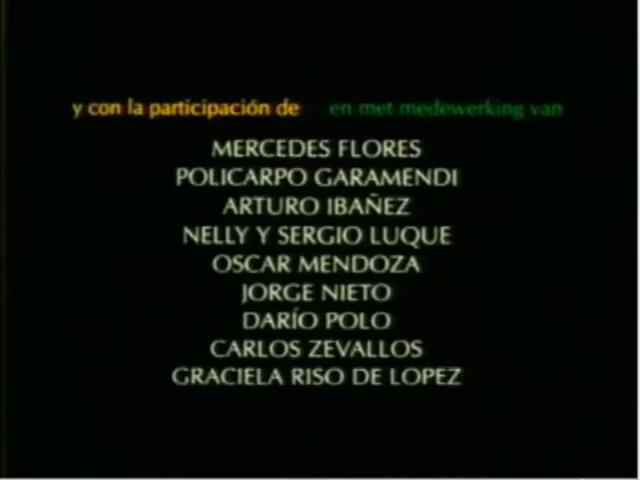 y con la participación de en met medewerking van
MERCEDES FLORES
POLICARPO GARAMENDI
ARTURO IBAÑEZ
NELLY Y SERGIO LUQUE
OSCAR MENDOZA
JORGE NIETO
DARÍO POLO
CARLOS ZEVALLOS
GRACIELA RISO DE LOPEZ